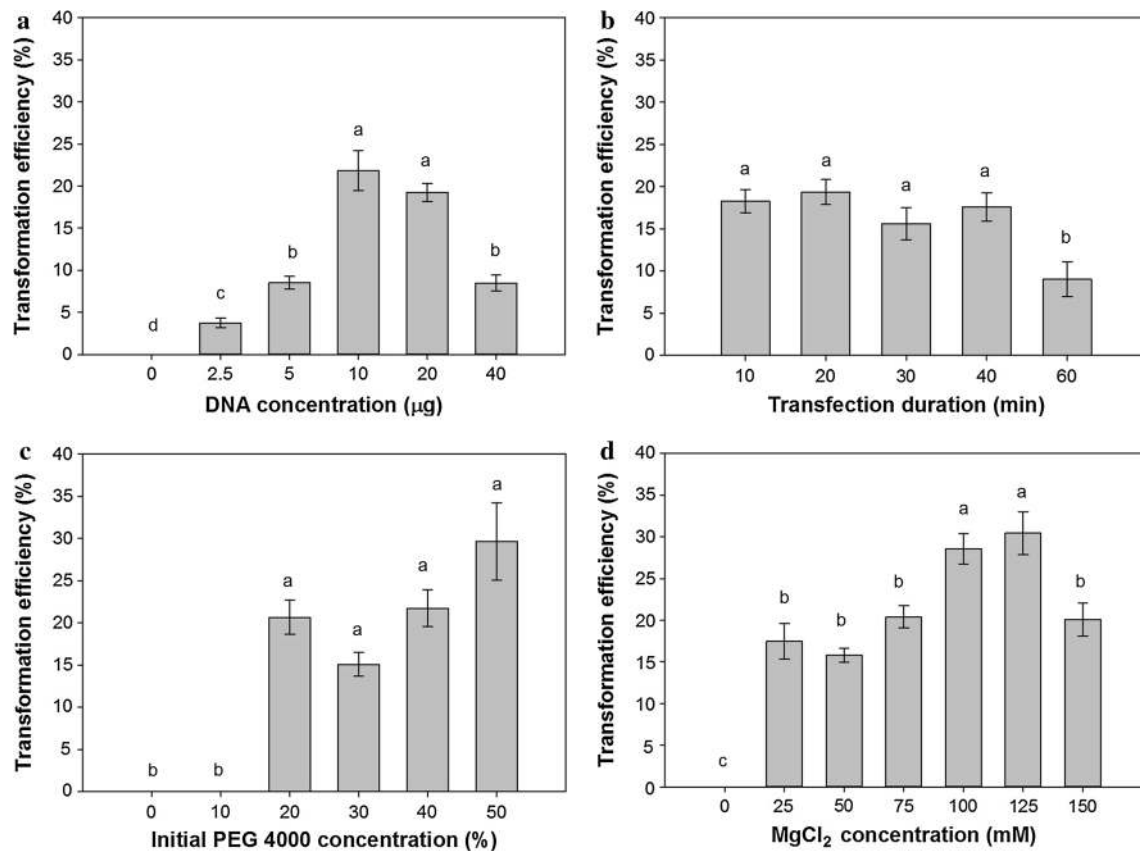 a
Transformation efficiency (%)
40
35
30
25
20
15
10
5
0
d
c
b
a
a
b
0 2.5 5 10 20 40
DNA concentration (μg)
b
Transformation efficiency (%)
40
35
30
25
20
15
10
5
0
a a a a b
10 20 30 40 60
Transfection duration (min)
c
Transformation efficiency (%)
40
35
30
25
20
15
10
5
0
b b a a a a
0 10 20 30 40 50
Initial PEG 4000 concentration (%)
d
Transformation efficiency (%)
40
35
30
25
20
15
10
5
0
c b b b a a b
0 25 50 75 100 125 150
MgCl₂ concentration (mM)